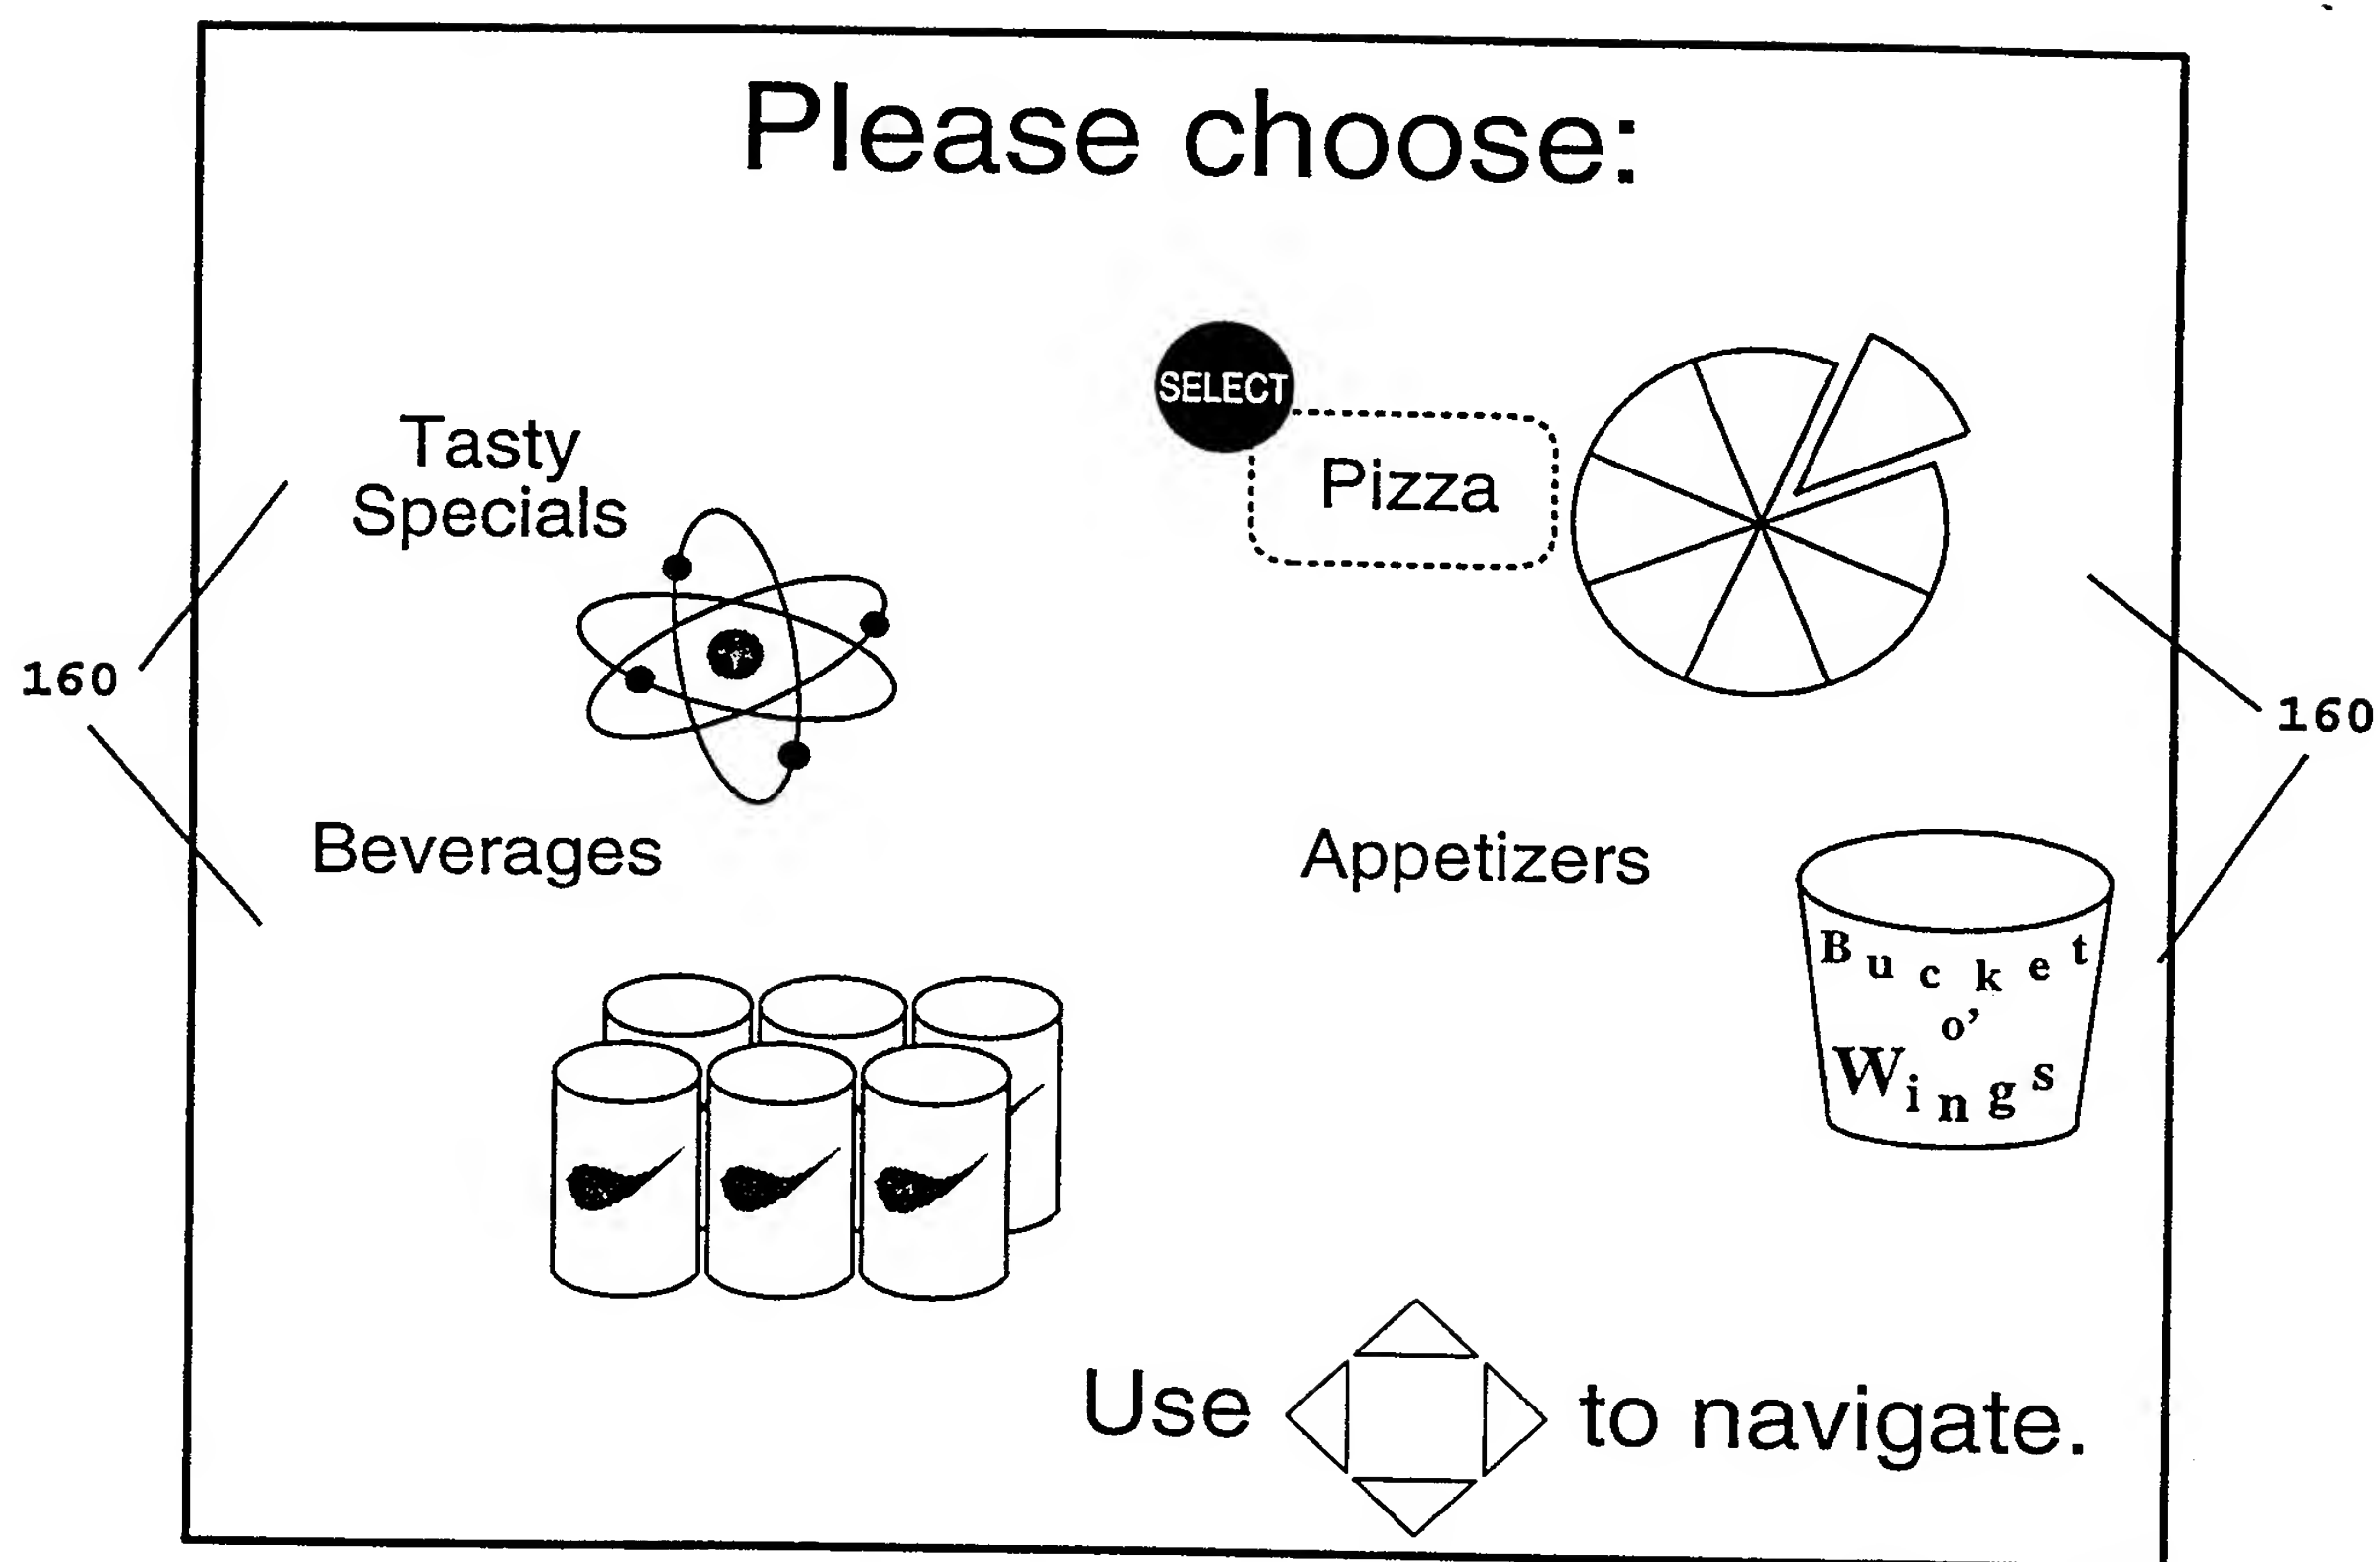 Please choose:
SELECT
Tasty
Specials
Pizza
160
160
Beverages
Appetizers
Bucket
o'
Wings
Use to navigate.